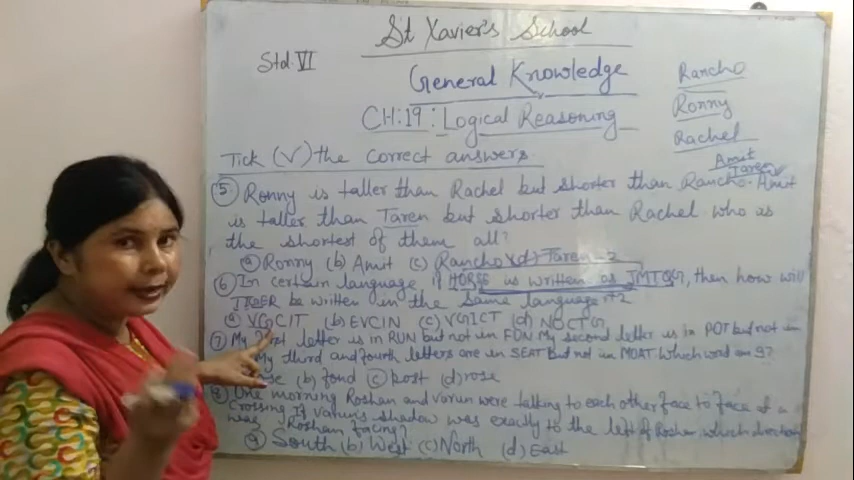 St Xavier's School
Std: VI
General Knowledge
CH:19: Logical Reasoning
Rancho
Ronny
Rachel
Amit
Taren
Tick (√) the correct answers.
5. Ronny is taller than Rachel but shorter than Rancho. Amit
is taller than Taren but shorter than Rachel. who is
the shortest of them all?
(a) Ronny (b) Amit (c) Rancho (d) Taren
6. In certain language if HORSE is written as, then how will
TIGER be written in the same language
(a) VGCIT (b) EVCIN (c) VGICT (d)
7. My first letter is in RUN but not in FUN My second letter is in POT but not in
My third and fourth letters are in SEAT but not in MOAT which word am I?
(b) fond (c) post (d) rose
8. One morning Roshan and Varun were talking to each other face to face at a
crossing If Varun's shadow was exactly to the left of Roshan which direction
was Roshan facing?
(a) South (b) West (c) North (d) East